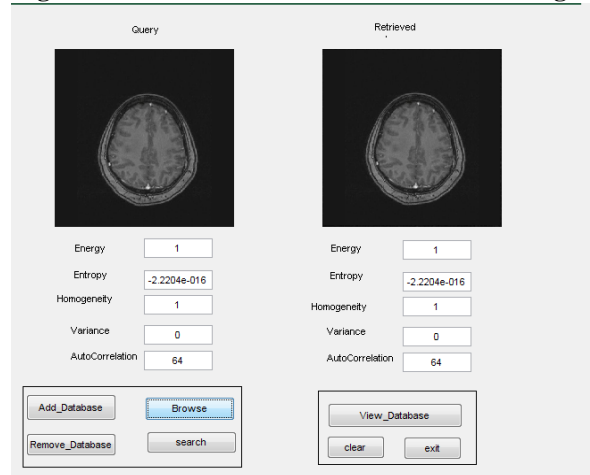 Query
Retrieved
Energy
1
Entropy
-2.2204e-016
Homogeneity
1
Variance
0
AutoCorrelation
64
Energy
1
Entropy
-2.2204e-016
Homogeneity
1
Variance
0
AutoCorrelation
64
Add_Database
Browse
Remove_Database
search
View_Database
clear
exit